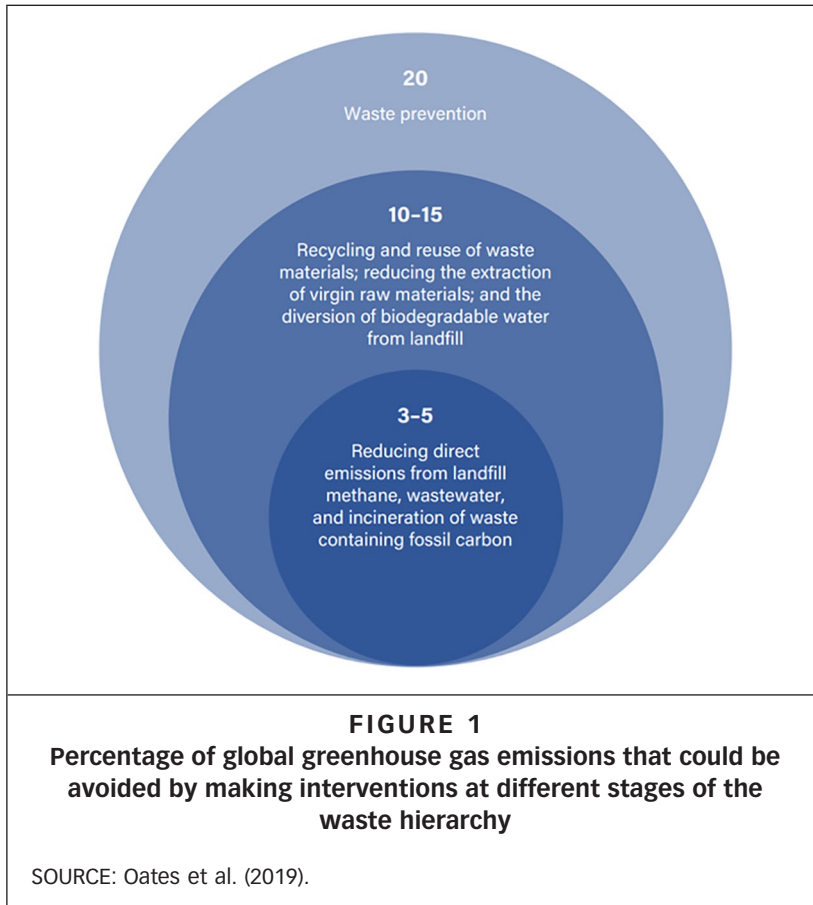 20
Waste prevention
10–15
Recycling and reuse of waste
materials; reducing the extraction
of virgin raw materials; and the
diversion of biodegradable water
from landfill
3–5
Reducing direct
emissions from landfill
methane, wastewater,
and incineration of waste
containing fossil carbon
FIGURE 1
Percentage of global greenhouse gas emissions that could be
avoided by making interventions at different stages of the
waste hierarchy
SOURCE: Oates et al. (2019).